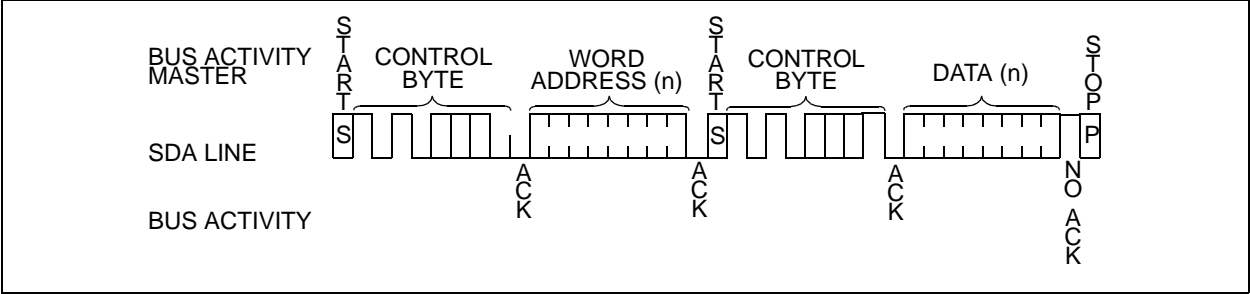 BUS ACTIVITY
MASTER
START
CONTROL
BYTE
WORD
ADDRESS (n)
START
CONTROL
BYTE
DATA (n)
STOP
SDA LINE
S
S
P
BUS ACTIVITY
ACK
ACK
ACK
NO ACK